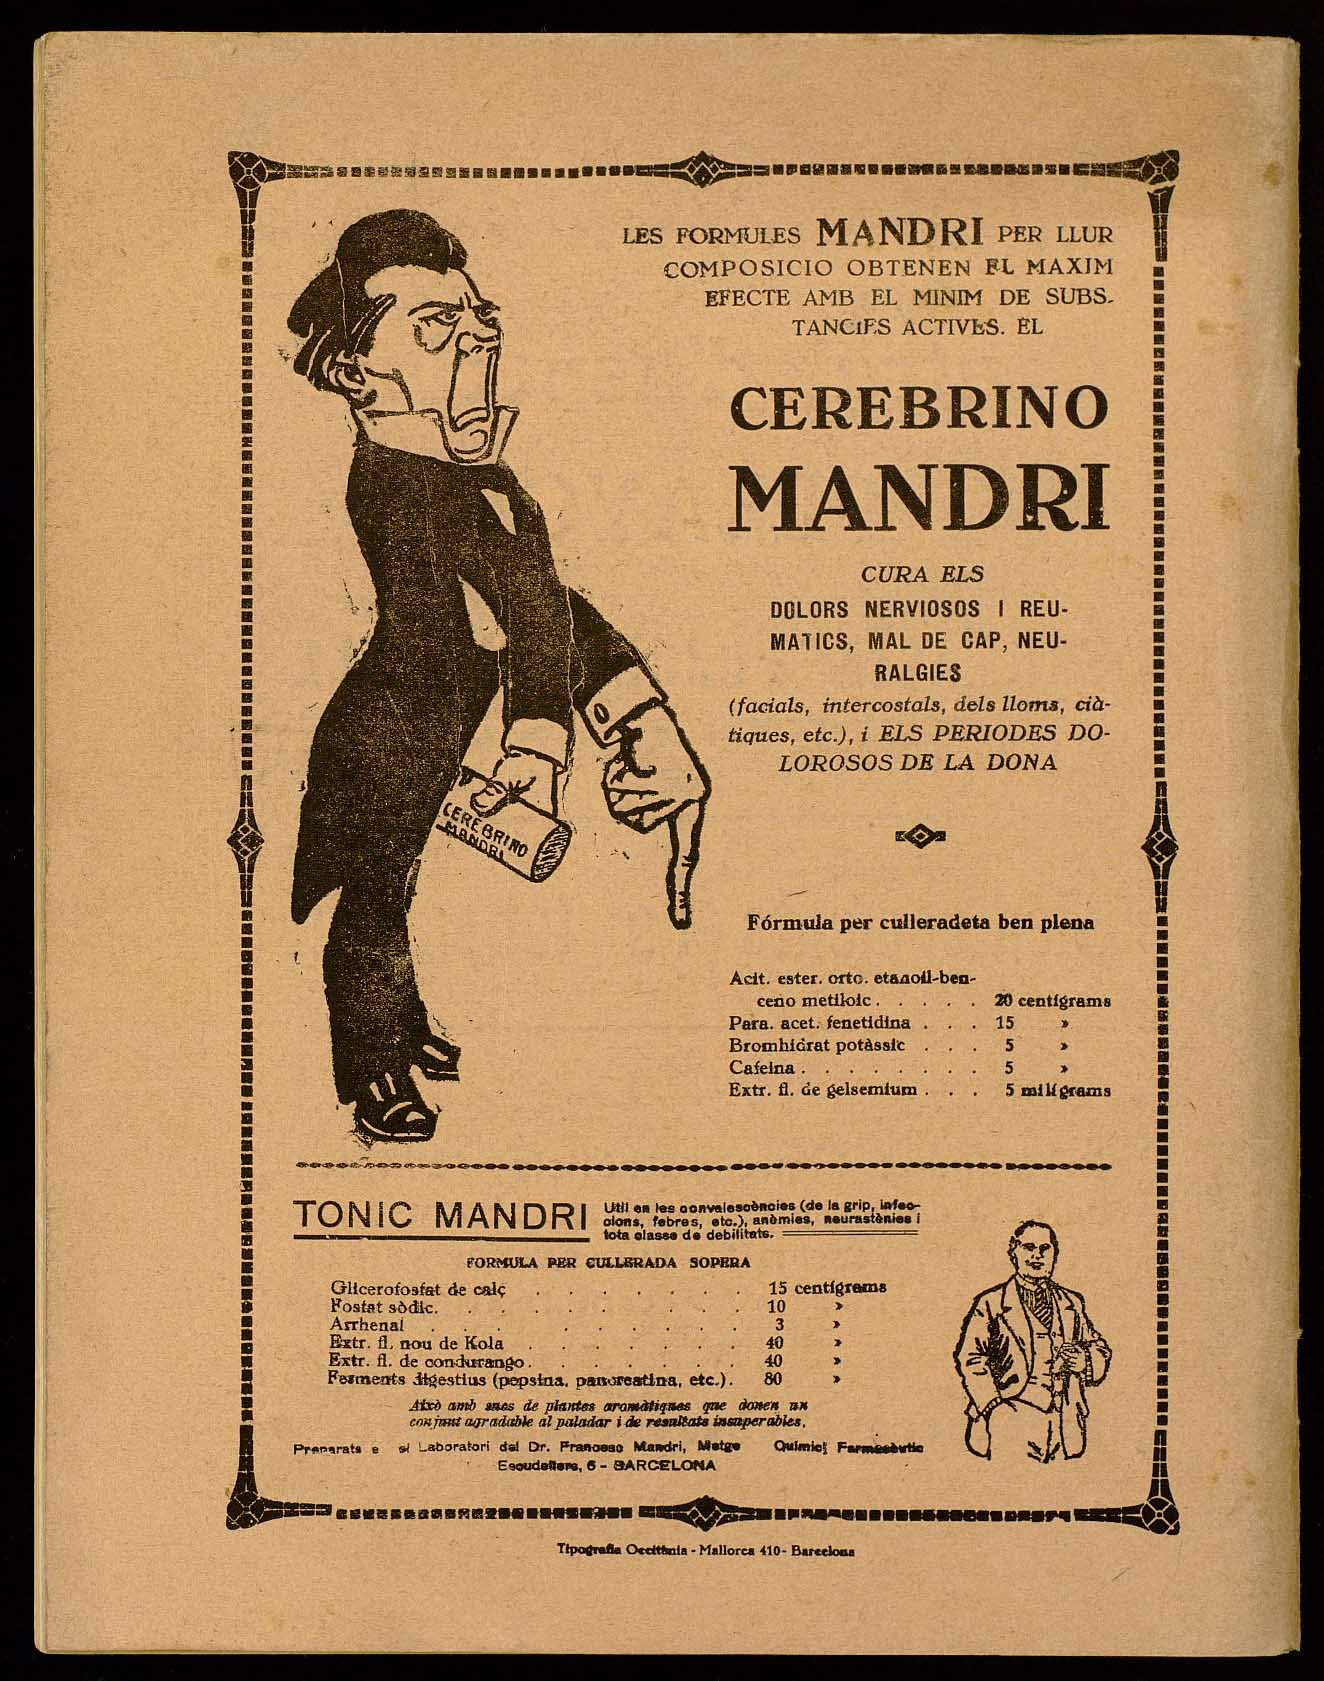 LES FORMULES MANDRI PER LLUR
COMPOSICIO OBTENEN EL MAXIM
EFECTE AMB EL MINIM DE SUBS-
TANCIES ACTIVES. EL
CEREBRINO
MANDRI
CURA ELS
DOLORS NERVIOSOS I REU-
MATICS, MAL DE CAP, NEU-
RALGIES
(facials, intercostals, dels lloms, cià-
tiques, etc.), i ELS PERIODES DO-
LOROSOS DE LA DONA
CEREBRINO
MANDRI
Fórmula per culleradeta ben plena
Acit. ester. orto. etanoil-ben-
ceno metiloic . . . . . 20 centígrams
Para. acet. fenetidina . . . 15 »
Bromhidrat potàssic . . . 5 »
Cafeina . . . . . . . . 5 »
Extr. fl. de gelsemium . . . 5 milígrams
TONIC MANDRI
Util en les convalescències (de la grip, infec-
cions, febres, etc.), anèmies, neurastènies i
tota classe de debilitats.
FORMULA PER CULLERADA SOPERA
Glicerofosfat de calç . . . . . . . 15 centígrams
Fosfat sòdic. . . . . . . . . 10 »
Arrhenal . . . . . . . . . 3 »
Extr. fl. nou de Kola . . . . . . . 40 »
Extr. fl. de condurango . . . . . . . 40 »
Ferments digestius (pepsina, pancreatina, etc.) . 80 »
Això amb sucs de plantes aromàtiques que donen un
conjunt agradable al paladar i de resultats insuperables.
Preparats e el Laboratori del Dr. Francesc Mandri, Metge Químici Farmacèutic
Escudellers, 6 - BARCELONA
Tipografia Occitània - Mallorca 410 - Barcelona